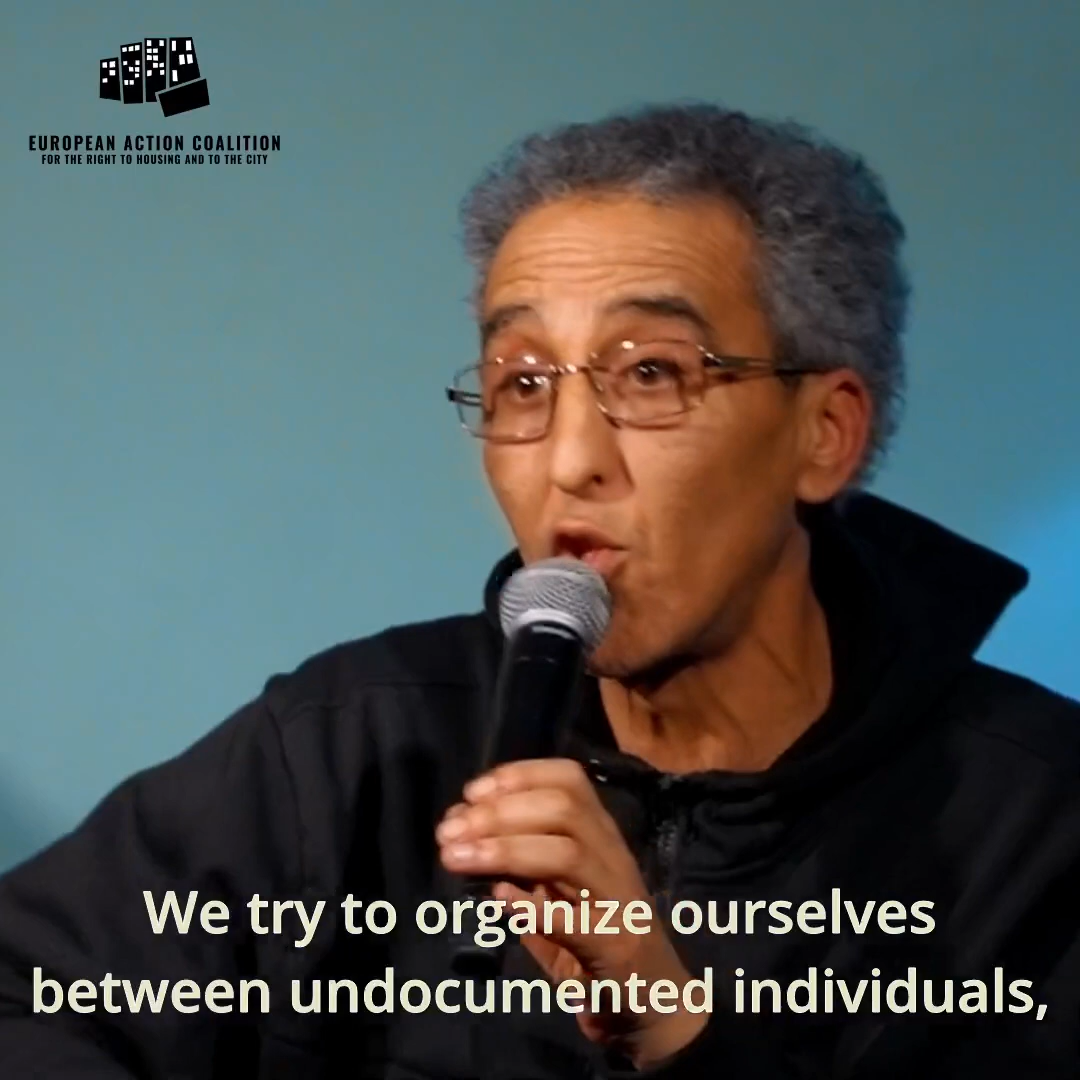 EUROPEAN ACTION COALITION
FOR THE RIGHT TO HOUSING AND TO THE CITY
We try to organize ourselves
between undocumented individuals,